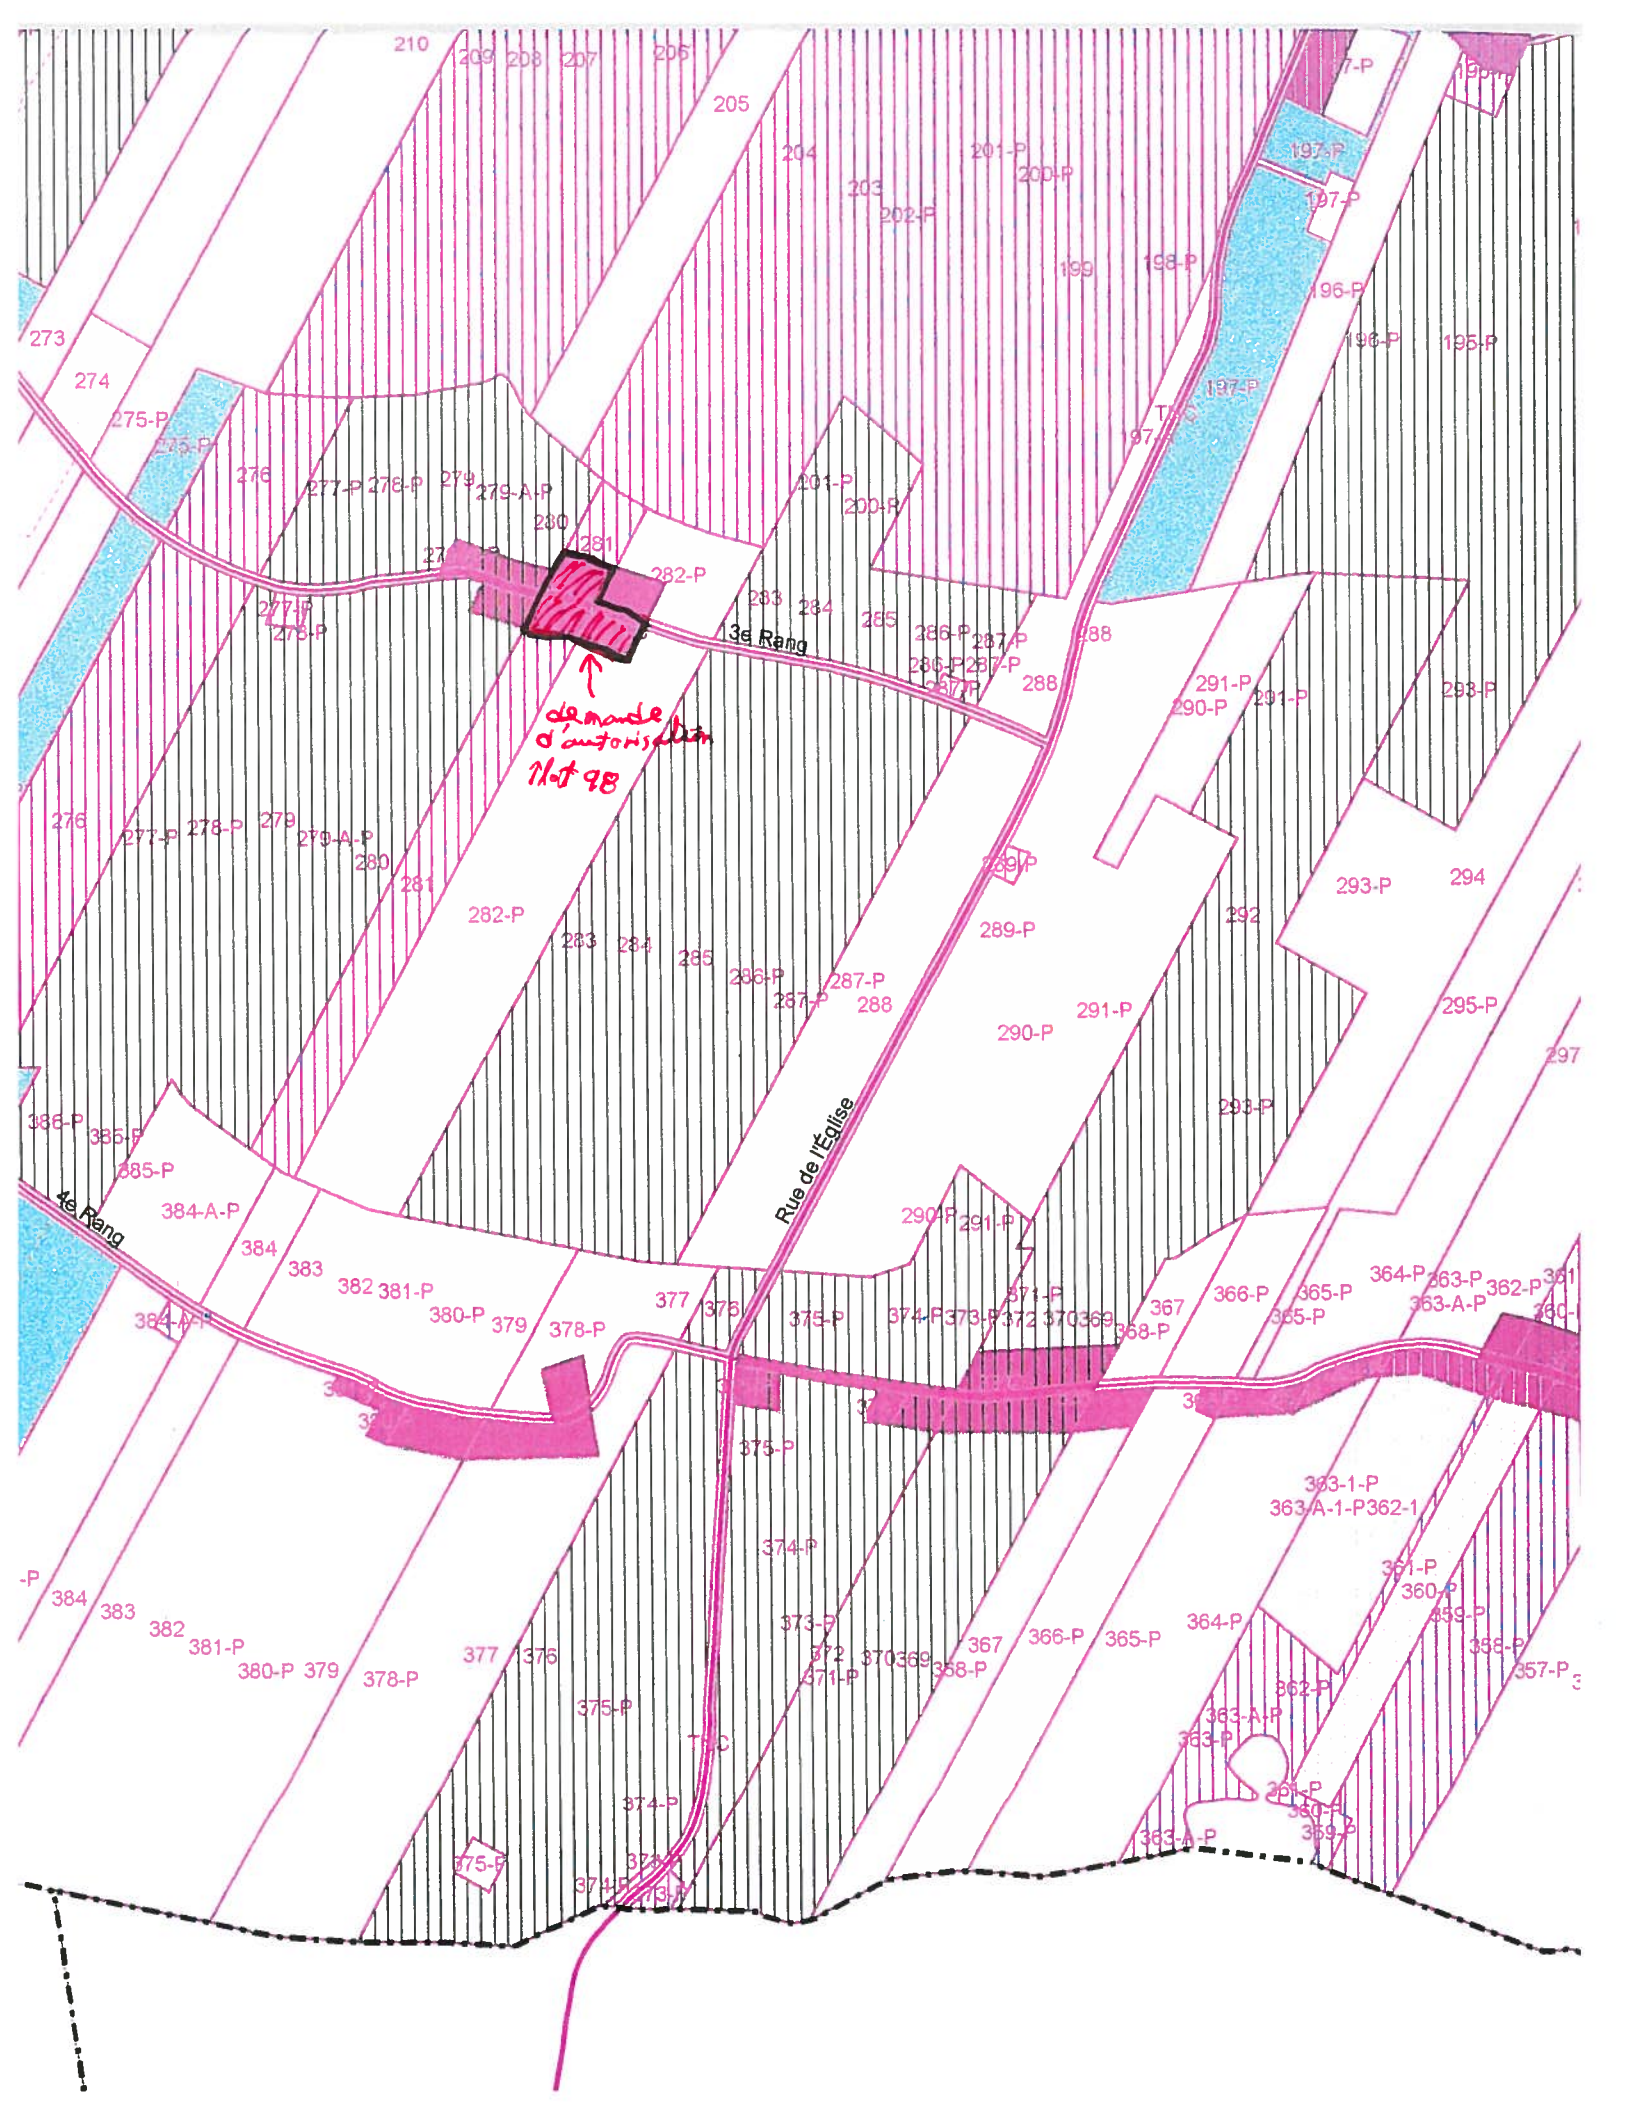 210
209 208 207
206
205
204
203
202-P
201-P
200-P
199
198-P
7-P
197-P
197-P
196-P
196-P
195-P
197-P
273
274
275-P
275-P
276
277-P 278-P
279
279-A-P
280
281
282-P
201-P
200-P
283
284
285
286-P
287-P
286-P 287-P
287-P
288
288
3e Rang
277-P
278-P
demande
d'autorisation
Ilot 98
291-P
290-P
291-P
293-P
276
277-P
278-P
279
279-A-P
280
281
282-P
283
284
285
286-P
287-P
287-P
288
289-P
289-P
290-P
291-P
292
293-P
294
295-P
297
293-P
Rue de l'Église
386-P
385-P
385-P
384-A-P
384
383
382
381-P
380-P
379
378-P
377
376
375-P
374-P
373-P
372
371-P
370
369
368-P
367
366-P
365-P
365-P
364-P
363-P
363-A-P
362-P
361
290-P
291-P
4e Rang
384-A-P
375-P
374-P
373-P
372
371-P
370
369
368-P
367
366-P
365-P
364-P
363-1-P
363-A-1-P
362-1
361-P
360-P
359-P
358-P
357-P
-P
384
383
382
381-P
380-P
379
378-P
377
376
375-P
374-P
375-P
362-P
363-A-P
363-P
361-P
360-P
359-P
363-A-P